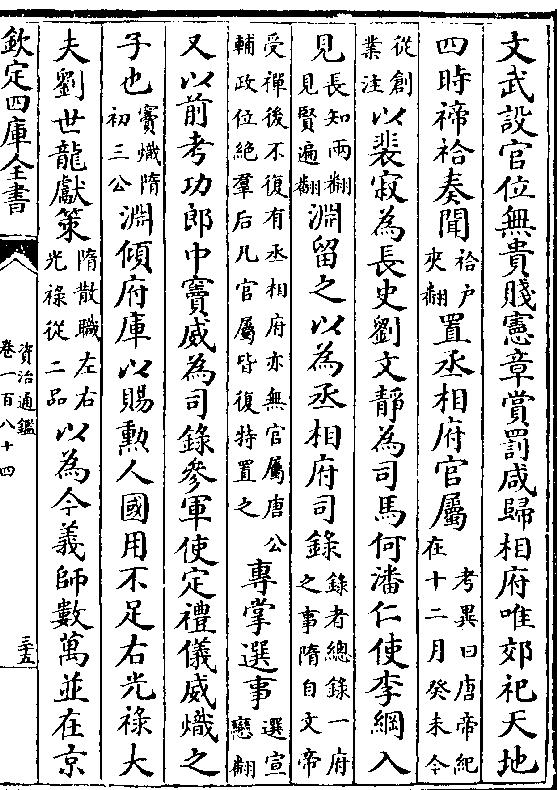 文武設官位無貴賤憲章賞罰咸歸相府唯郊祀天地
四時禘祫奏聞祫户夾翻置丞相府官屬考異曰唐帝紀在十二月癸未今
從創業注以裴寂為長史劉文靜為司馬何潘仁使李綱入
見長知兩翻見賢遍翻淵留之以為丞相府司錄錄者總錄一府之事隋自文帝
受禪後不復有丞相府亦無官屬唐公輔政位絶羣后凡官屬皆復特置之專掌選事選宣戀翻
又以前考功郎中竇威為司錄參軍使定禮儀威熾之
子也竇熾隋初三公淵傾府庫以賜勳人國用不足右光祿大
夫劉世龍獻策隋散職左右光祿從二品以為今義師數萬並在京
欽定四庫全書
資治通鑑
卷一百八十四
三十五